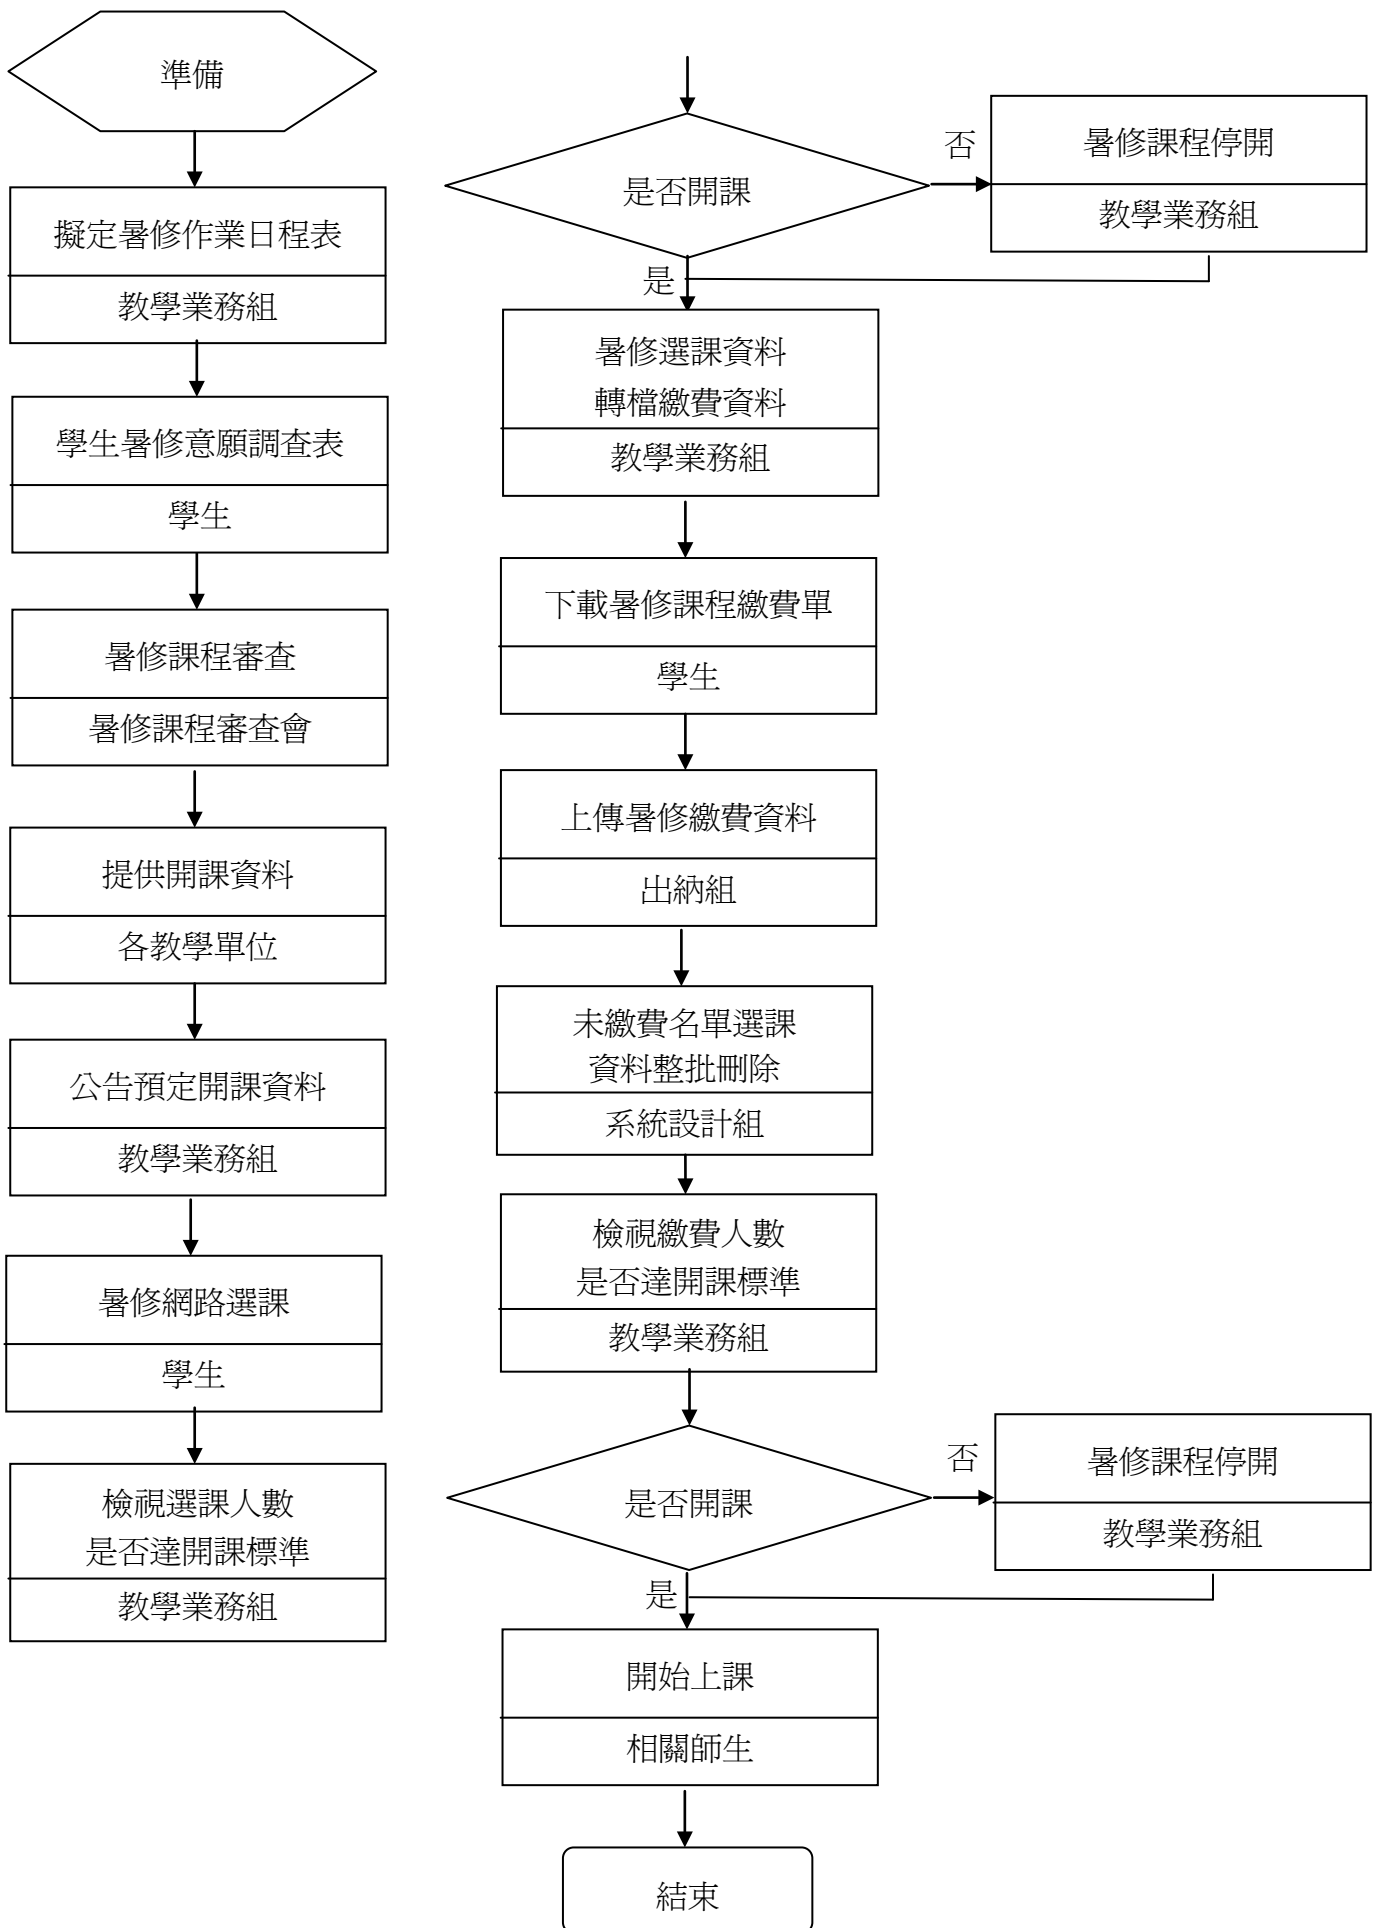 準備
擬定暑修作業日程表
教學業務組
學生暑修意願調查表
學生
暑修課程審查
暑修課程審查會
提供開課資料
各教學單位
公告預定開課資料
教學業務組
暑修網路選課
學生
檢視選課人數
是否達開課標準
教學業務組
是否開課
否
暑修課程停開
教學業務組
是
暑修選課資料
轉檔繳費資料
教學業務組
下載暑修課程繳費單
學生
上傳暑修繳費資料
出納組
未繳費名單選課
資料整批刪除
系統設計組
檢視繳費人數
是否達開課標準
教學業務組
是否開課
否
暑修課程停開
教學業務組
是
開始上課
相關師生
結束